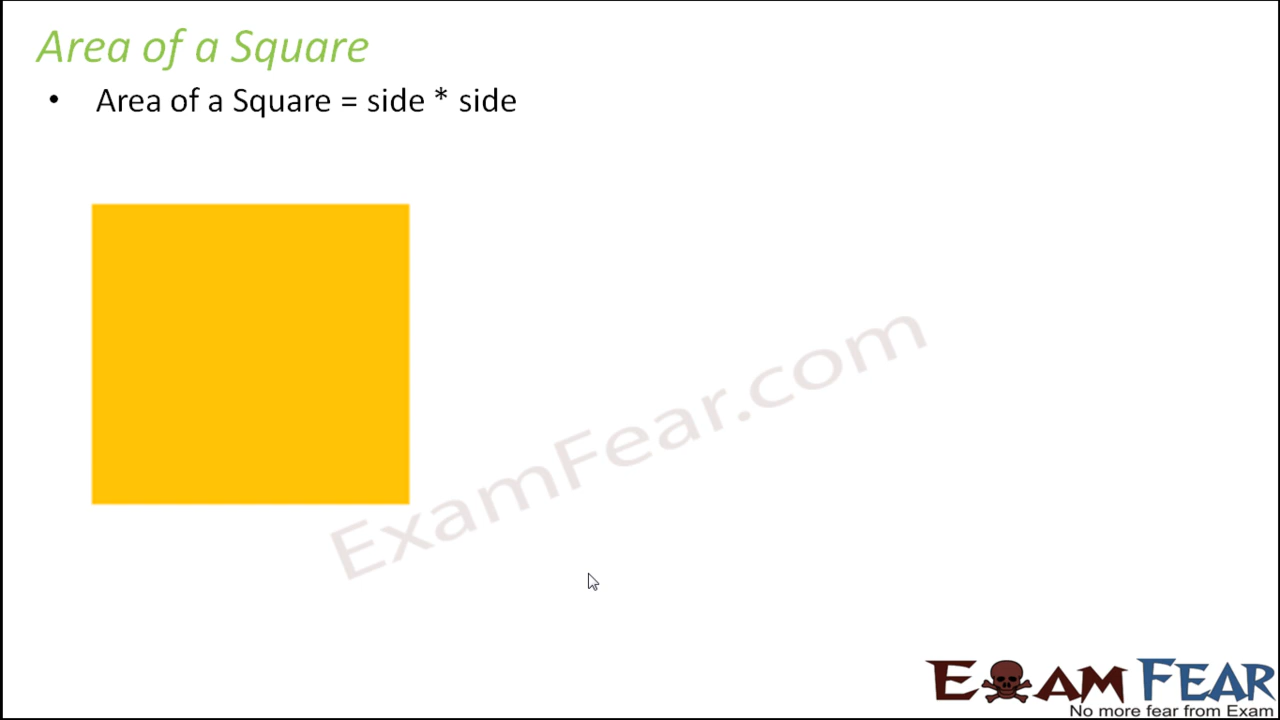 Area of a Square
• Area of a Square = side * side
ExamFear.com
EXAM FEAR
No more fear from Exam